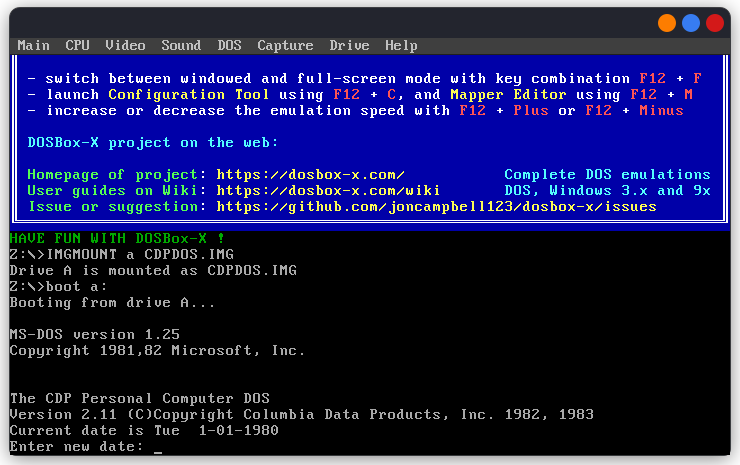 Main CPU Video Sound DOS Capture Drive Help
- switch between windowed and full-screen mode with key combination F12 + F
- launch Configuration Tool using F12 + C, and Mapper Editor using F12 + M
- increase or decrease the emulation speed with F12 + Plus or F12 + Minus
DOSBox-X project on the web:
Homepage of project: https://dosbox-x.com/ Complete DOS emulations
User guides on Wiki: https://dosbox-x.com/wiki DOS, Windows 3.x and 9x
Issue or suggestion: https://github.com/joncampbell123/dosbox-x/issues
HAVE FUN WITH DOSBox-X !
Z:\>IMGMOUNT a CDPDOS.IMG
Drive A is mounted as CDPDOS.IMG
Z:\>boot a:
Booting from drive A...
MS-DOS version 1.25
Copyright 1981,82 Microsoft, Inc.
The CDP Personal Computer DOS
Version 2.11 (C)Copyright Columbia Data Products, Inc. 1982, 1983
Current date is Tue  1-01-1980
Enter new date: _